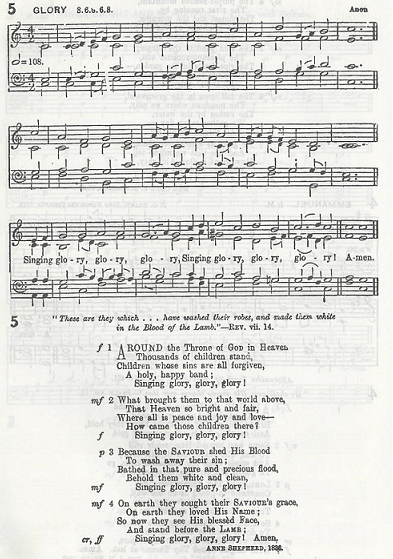 5 GLORY 8.6.8.6.8. Anon
=108.
Singing glo - ry, glo - ry, glo - ry, Singing glo - ry, glo - ry, glo - ry! A-men.
5
"These are they which . . . have washed their robes, and made them white
in the Blood of the Lamb."—REV. vii. 14.
f 1 AROUND the Throne of GOD in Heaven
Thousands of children stand,
Children whose sins are all forgiven,
A holy, happy band;
Singing glory, glory, glory!
mf 2 What brought them to that world above,
That Heaven so bright and fair,
Where all is peace and joy and love—
How came those children there?
f Singing glory, glory, glory!
p 3 Because the SAVIOUR shed His Blood
To wash away their sin;
Bathed in that pure and precious flood,
Behold them white and clean,
mf Singing glory, glory, glory!
mf 4 On earth they sought their SAVIOUR'S grace,
On earth they loved His Name;
So now they see His blessèd Face,
And stand before the LAMB;
cr, ff Singing glory, glory, glory! Amen,
ANNE SHEPHERD, 1836.